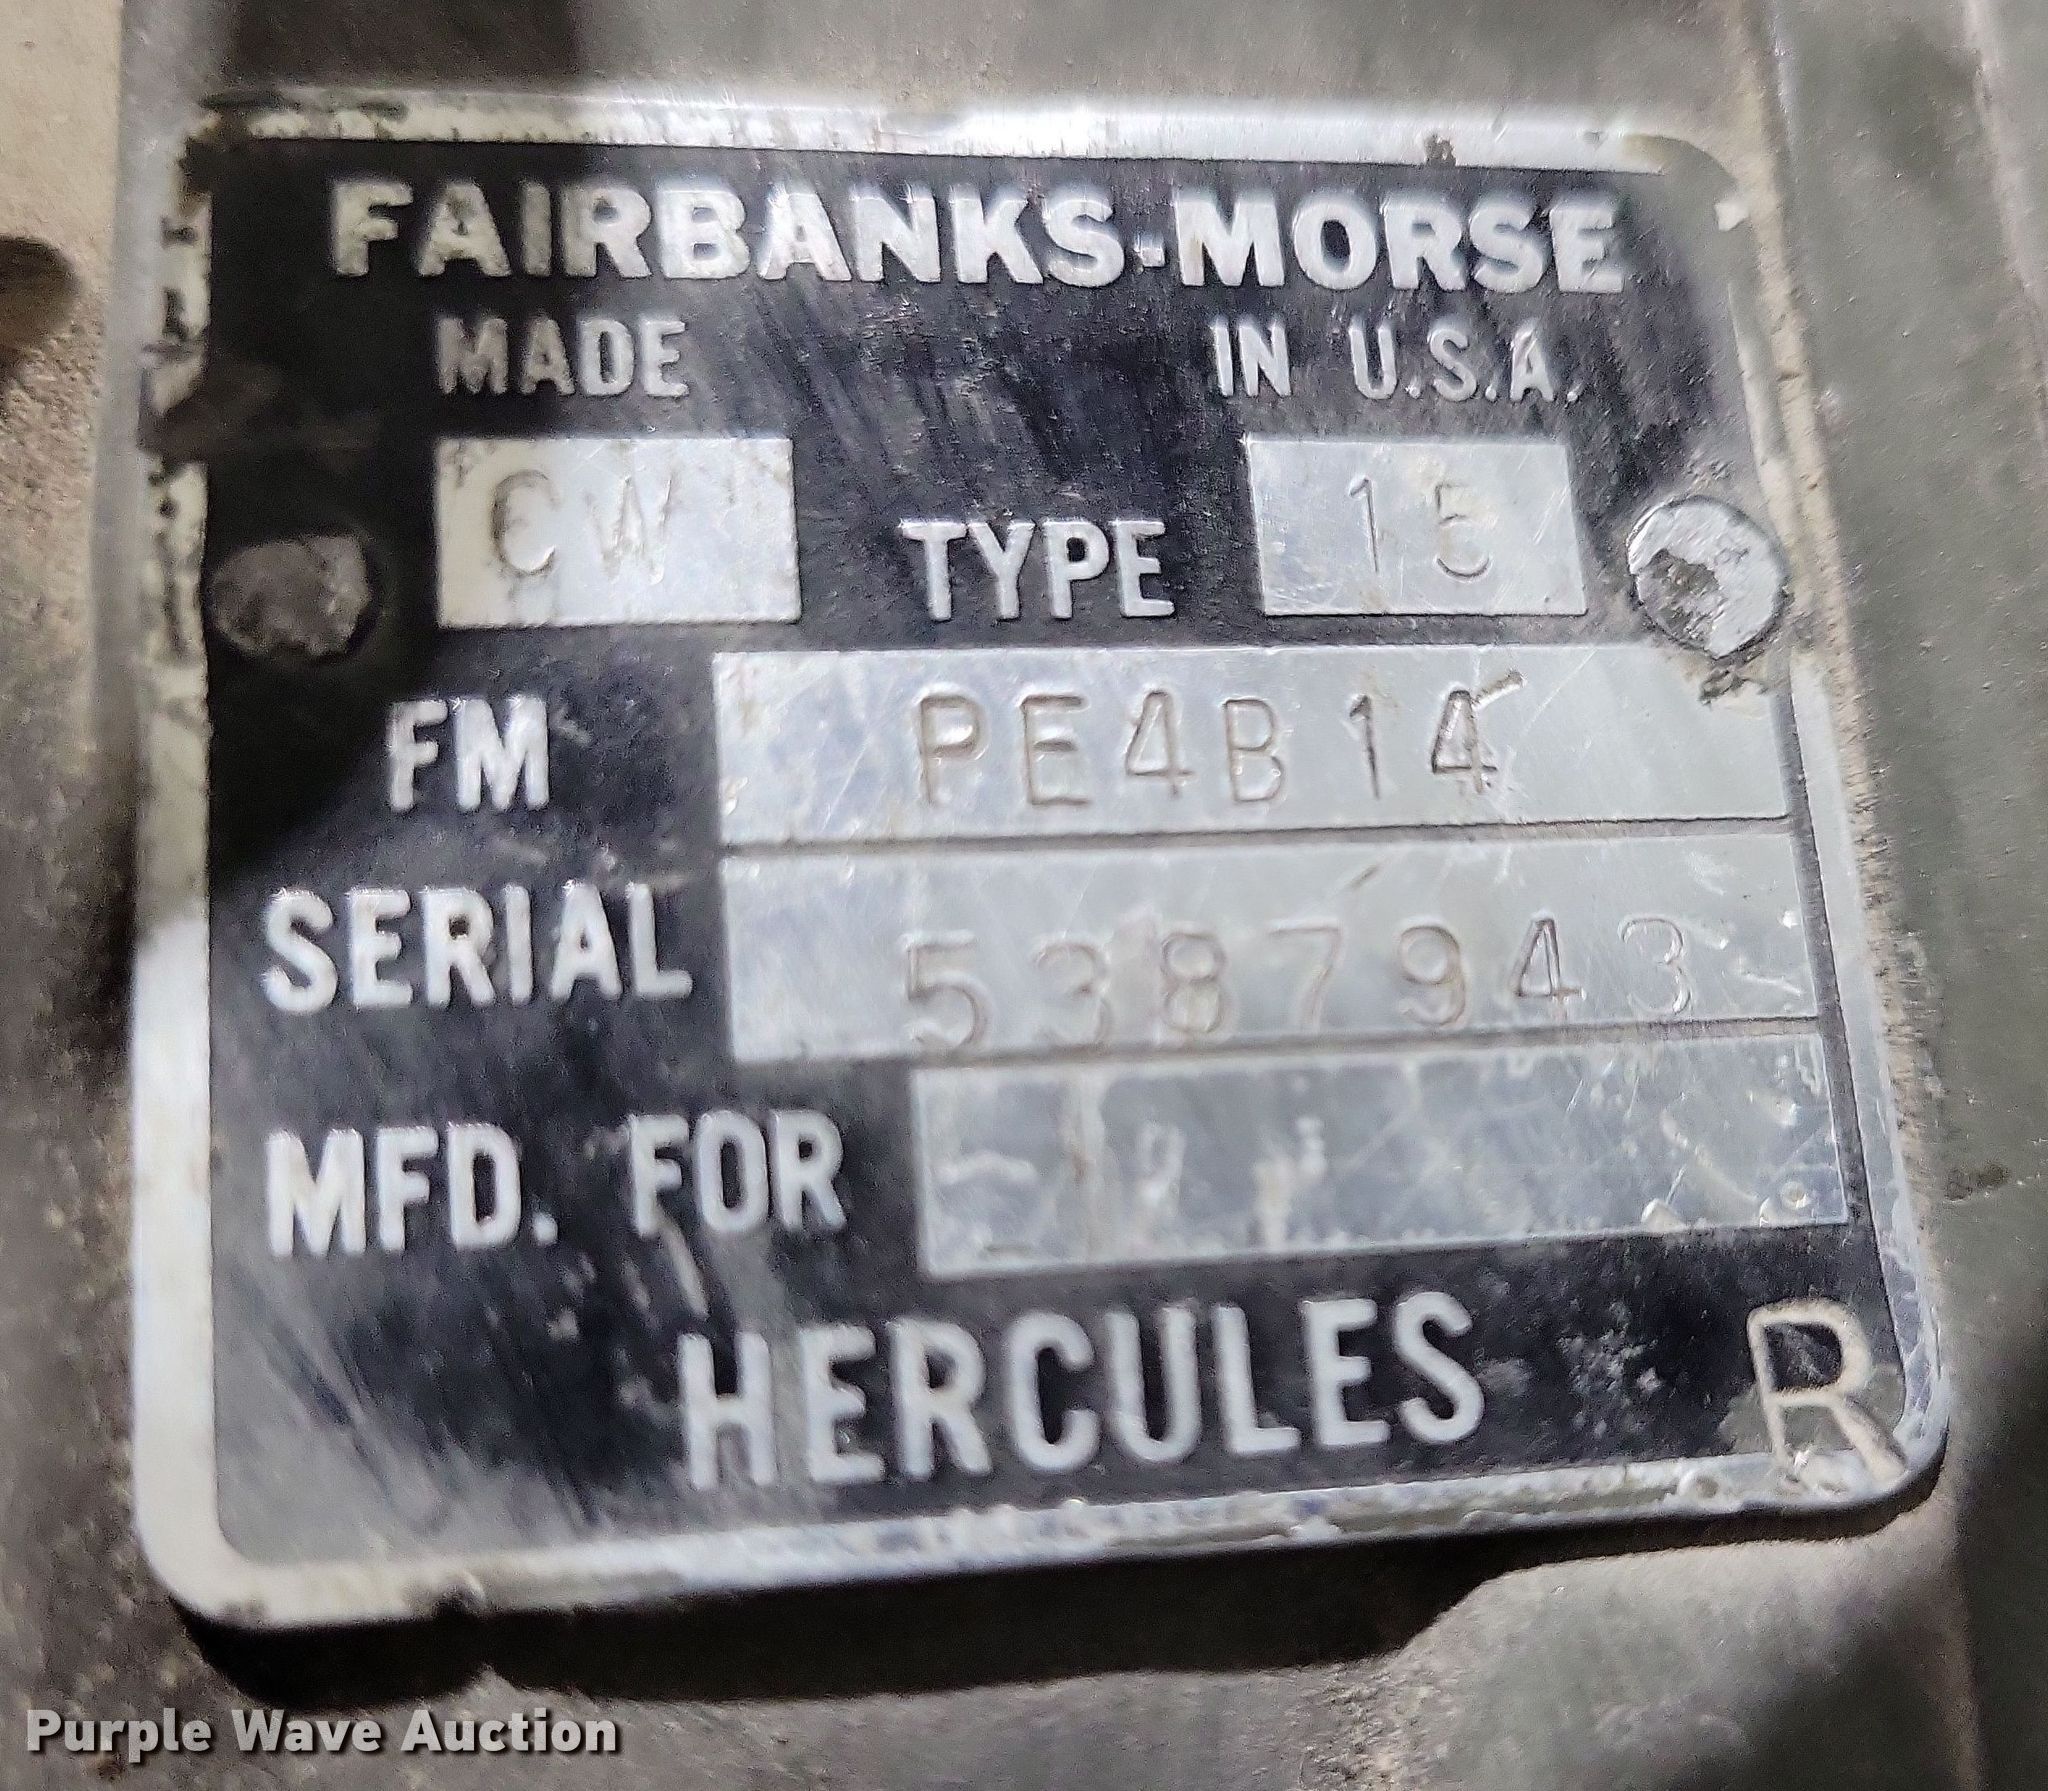 FAIRBANKS-MORSE
MADE IN U.S.A.
CW TYPE 15
FM PE4B14
SERIAL 5387943
MFD. FOR
HERCULES R
Purple Wave Auction